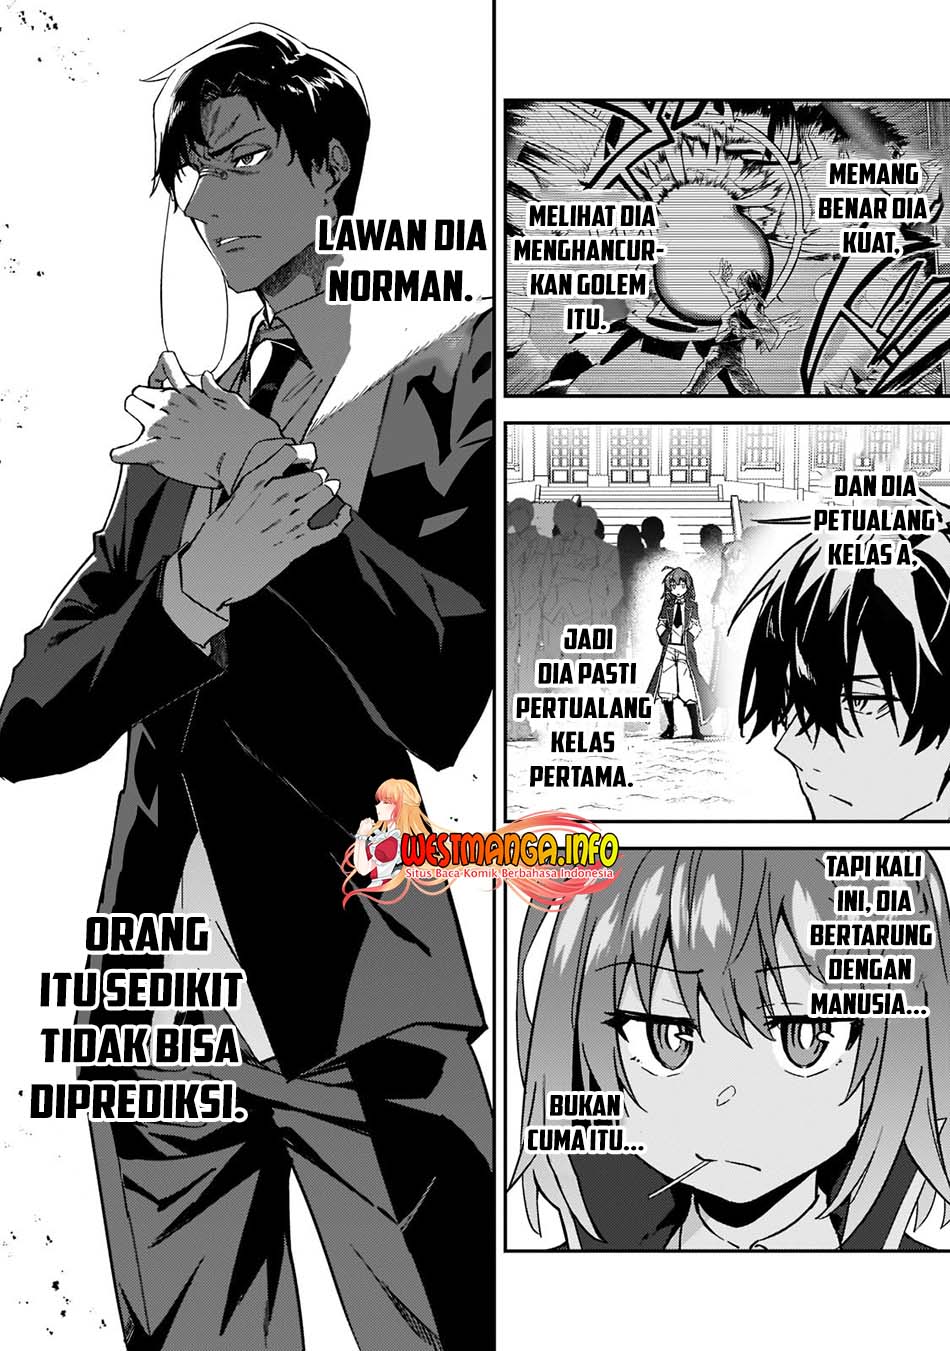 MEMANG
BENAR DIA
KUAT,
MELIHAT DIA
MENGHANCUR-
KAN GOLEM
ITU.
DAN DIA
PETUALANG
KELAS A,
JADI
DIA PASTI
PERTUALANG
KELAS
PERTAMA.
TAPI KALI
INI, DIA
BERTARUNG
DENGAN
MANUSIA...
BUKAN
CUMA ITU...
LAWAN DIA
NORMAN.
ORANG
ITU SEDIKIT
TIDAK BISA
DIPREDIKSI.
WESTMANGA.INFO
Situs Baca Komik Berbahasa Indonesia